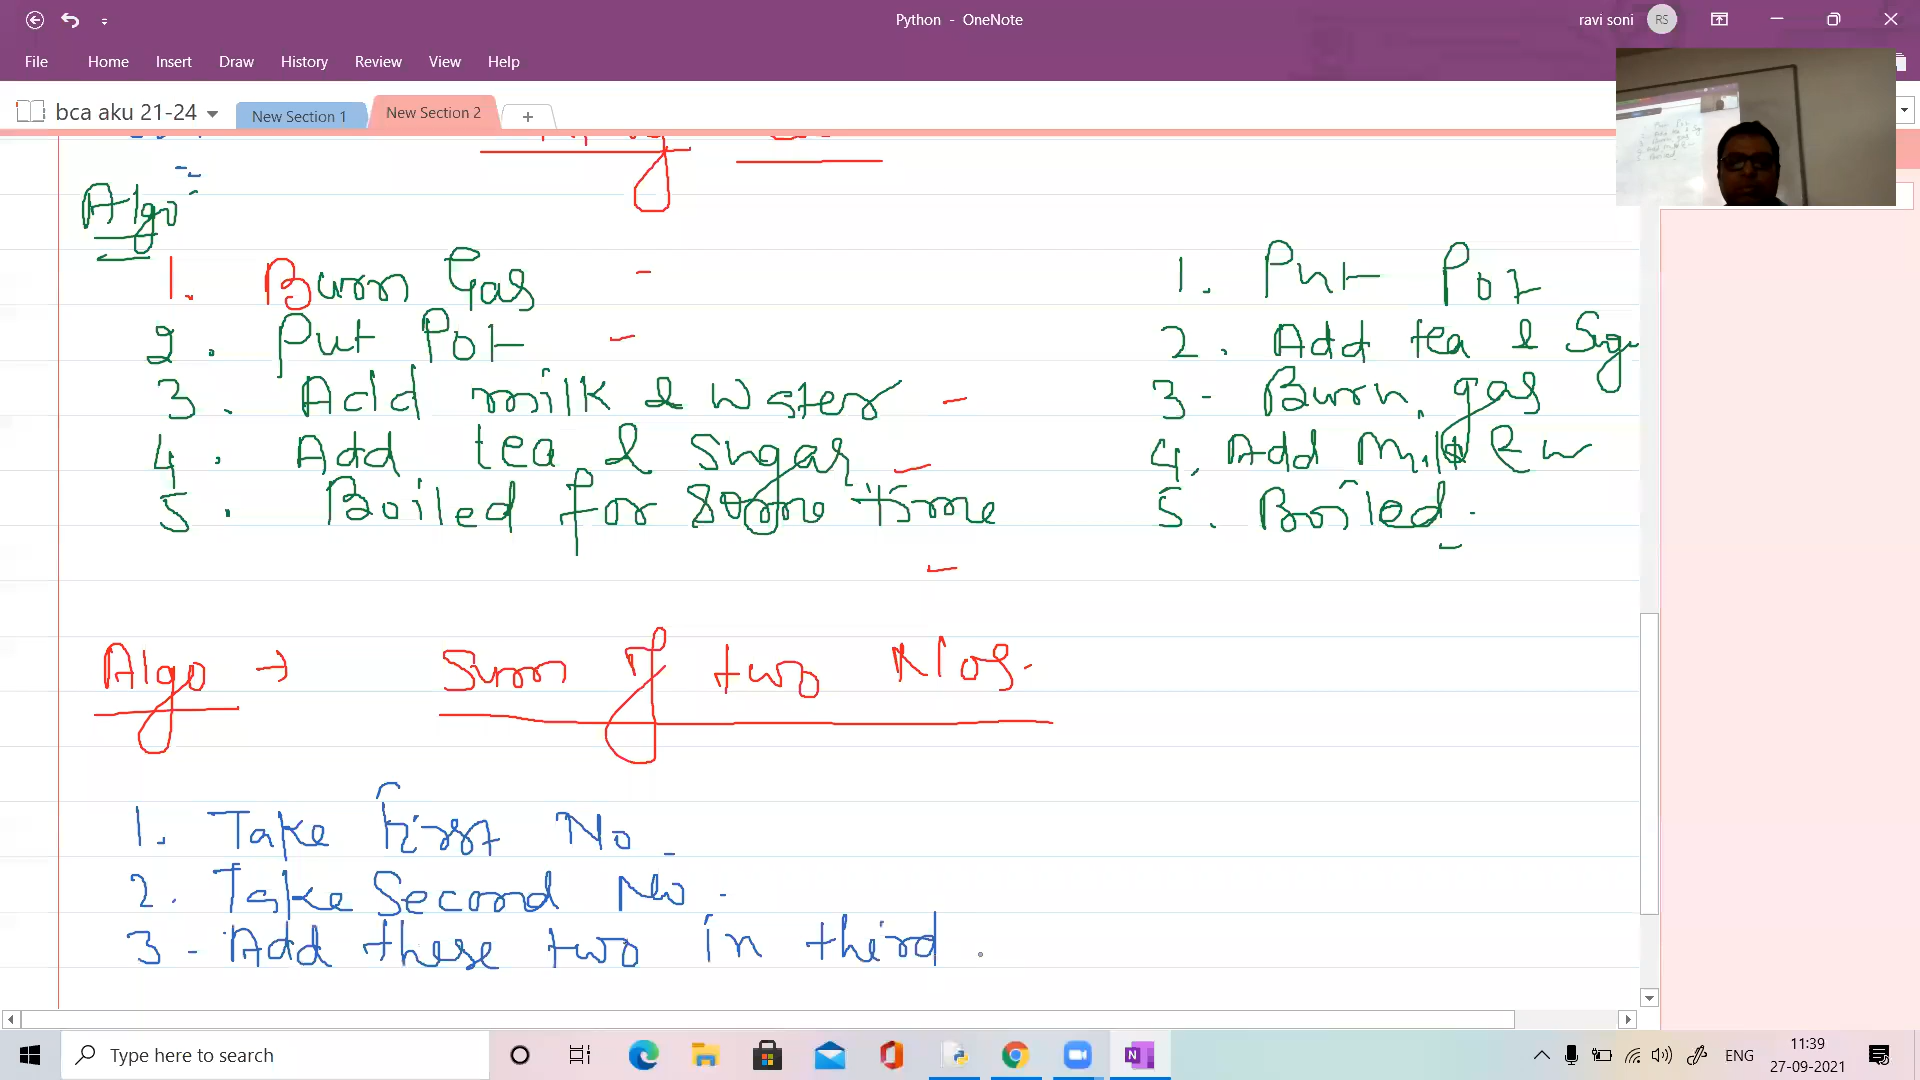 Python - OneNote
ravi soni RS
File Home Insert Draw History Review View Help
bca aku 21-24 New Section 1 New Section 2 +
Algo
1. Burn Gas -
2. Put Pot -
3. Add milk & Water -
4. Add tea & Sugar -
5. Boiled for Some time
-
1. Put Pot
2. Add tea & Sug
3- Burn gas
4. Add Milk & w
5. Boiled.
Algo → Sum of two Nos.
1. Take First No.
2. Take Second No.
3- Add these two in third
Type here to search
ENG
11:39
27-09-2021